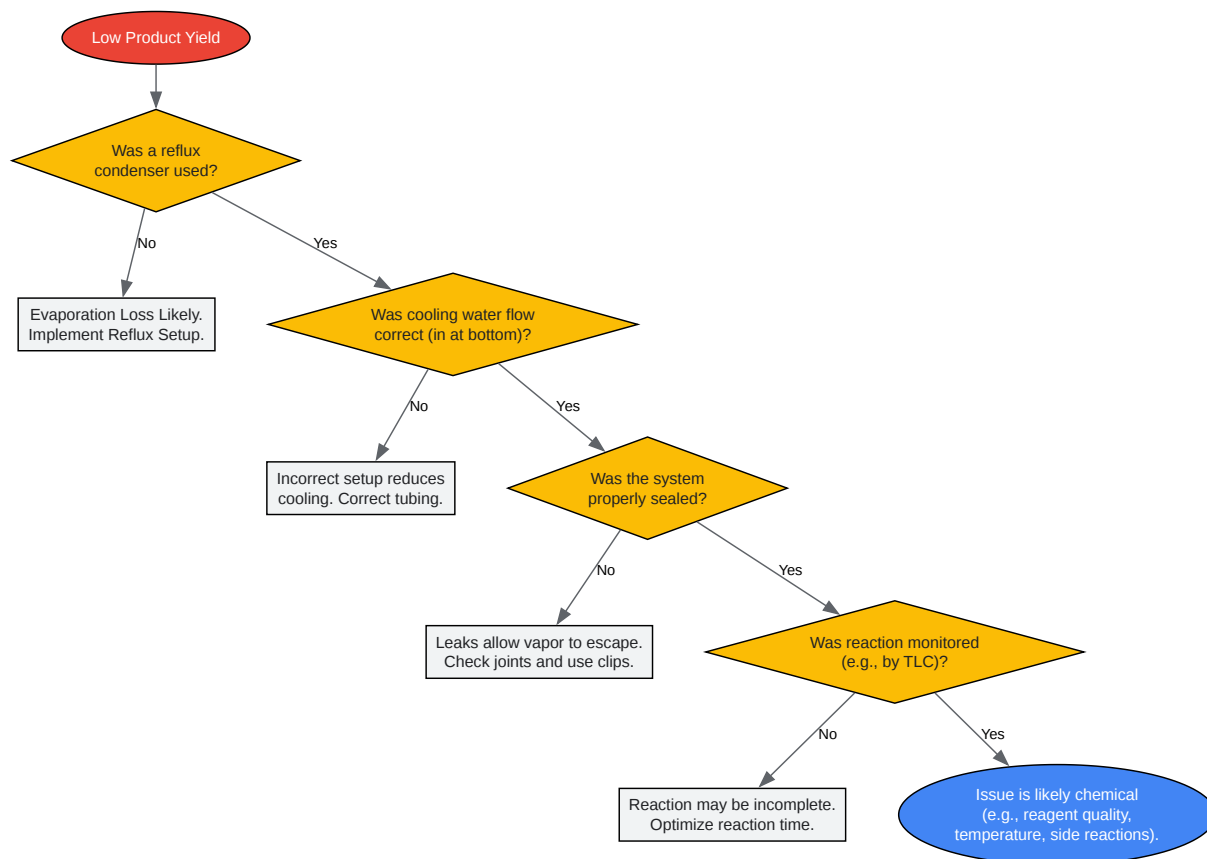 Low Product Yield
Was a reflux
condenser used?
No
Yes
Evaporation Loss Likely.
Implement Reflux Setup.
Was cooling water flow
correct (in at bottom)?
No
Yes
Incorrect setup reduces
cooling. Correct tubing.
Was the system
properly sealed?
No
Yes
Leaks allow vapor to escape.
Check joints and use clips.
Was reaction monitored
(e.g., by TLC)?
No
Yes
Reaction may be incomplete.
Optimize reaction time.
Issue is likely chemical
(e.g., reagent quality,
temperature, side reactions).